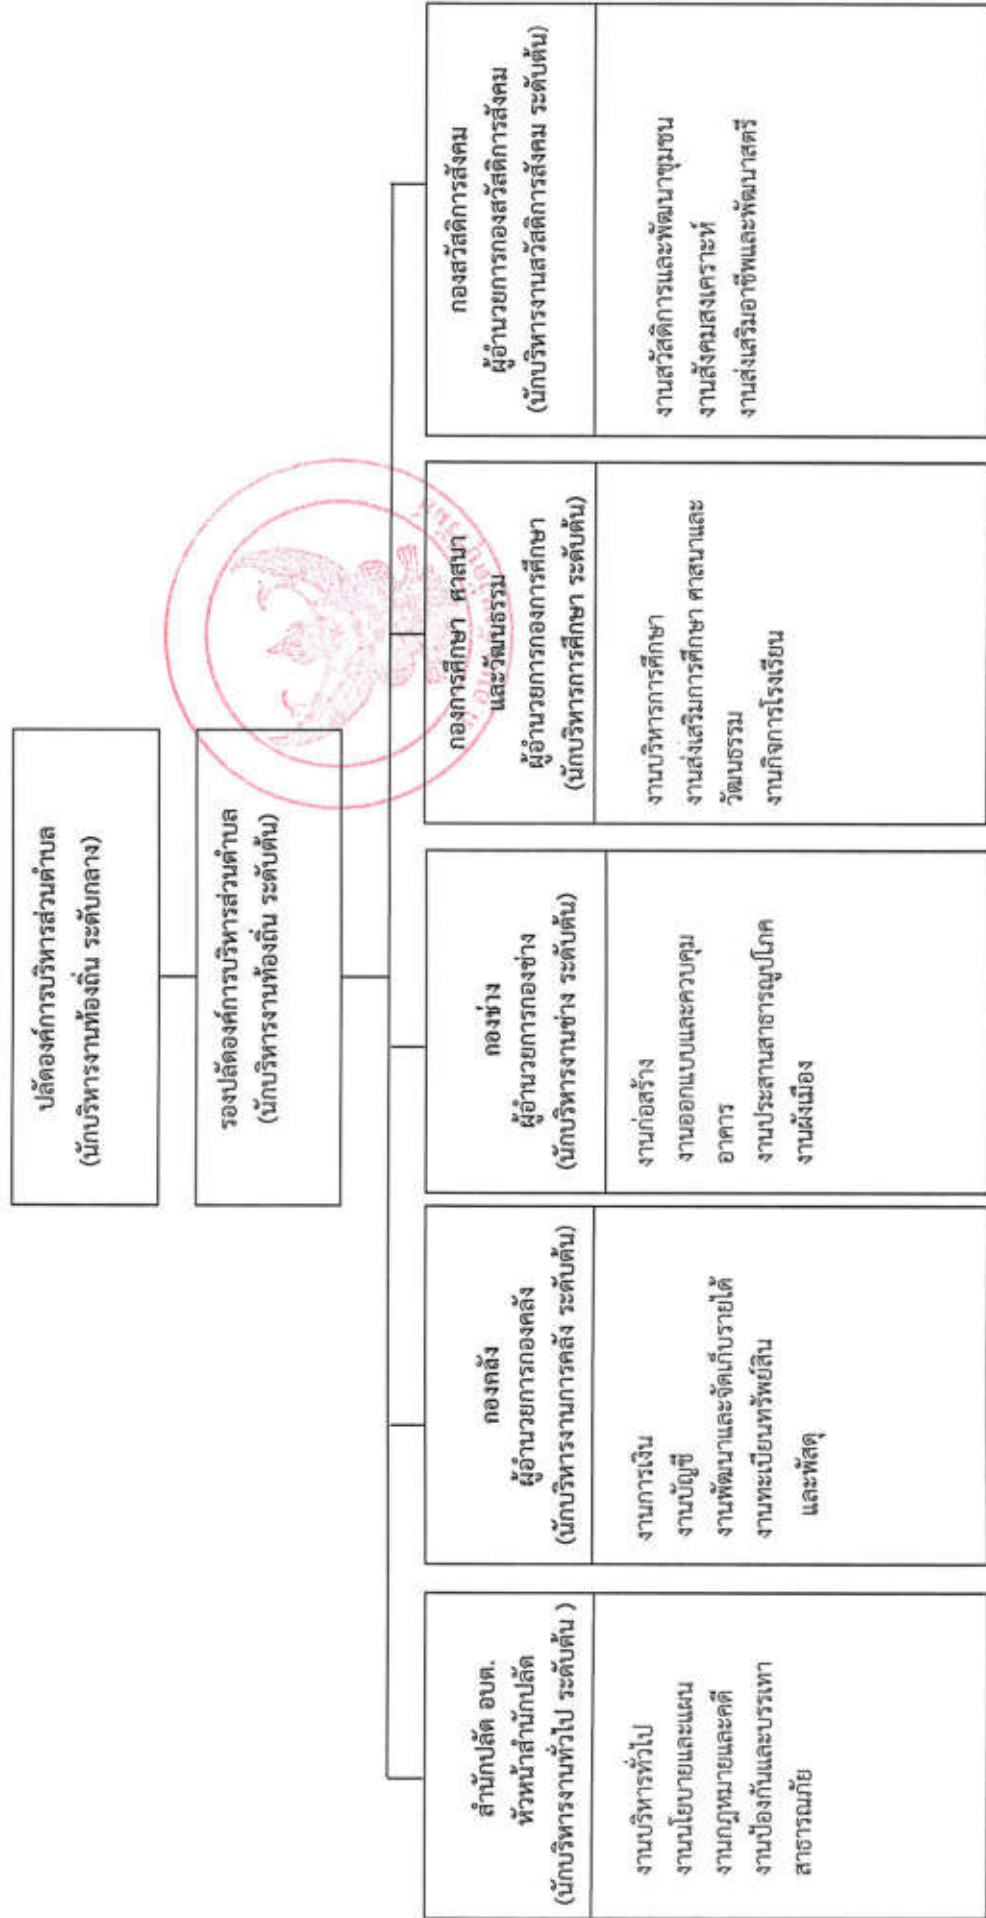 ปลัดองค์การบริหารส่วนตำบล
(นักบริหารงานท้องถิ่น ระดับกลาง)
รองปลัดองค์การบริหารส่วนตำบล
(นักบริหารงานท้องถิ่น ระดับต้น)
สำนักปลัด อบต.
หัวหน้าสำนักปลัด
(นักบริหารงานทั่วไป ระดับต้น )
งานบริหารทั่วไป
งานนโยบายและแผน
งานกฎหมายและคดี
งานป้องกันและบรรเทา
สาธารณภัย
กองคลัง
ผู้อำนวยการกองคลัง
(นักบริหารงานการคลัง ระดับต้น)
งานการเงิน
งานบัญชี
งานพัฒนาและจัดเก็บรายได้
งานทะเบียนทรัพย์สิน
และพัสดุ
กองช่าง
ผู้อำนวยการกองช่าง
(นักบริหารงานช่าง ระดับต้น)
งานก่อสร้าง
งานออกแบบและควบคุม
อาคาร
งานประสานสาธารณูปโภค
งานผังเมือง
กองการศึกษา ศาสนา
และวัฒนธรรม
ผู้อำนวยการกองการศึกษา
(นักบริหารการศึกษา ระดับต้น)
งานบริหารการศึกษา
งานส่งเสริมการศึกษา ศาสนาและ
วัฒนธรรม
งานกิจการโรงเรียน
กองสวัสดิการสังคม
ผู้อำนวยการกองสวัสดิการสังคม
(นักบริหารงานสวัสดิการสังคม ระดับต้น)
งานสวัสดิการและพัฒนาชุมชน
งานสังคมสงเคราะห์
งานส่งเสริมอาชีพและพัฒนาสตรี